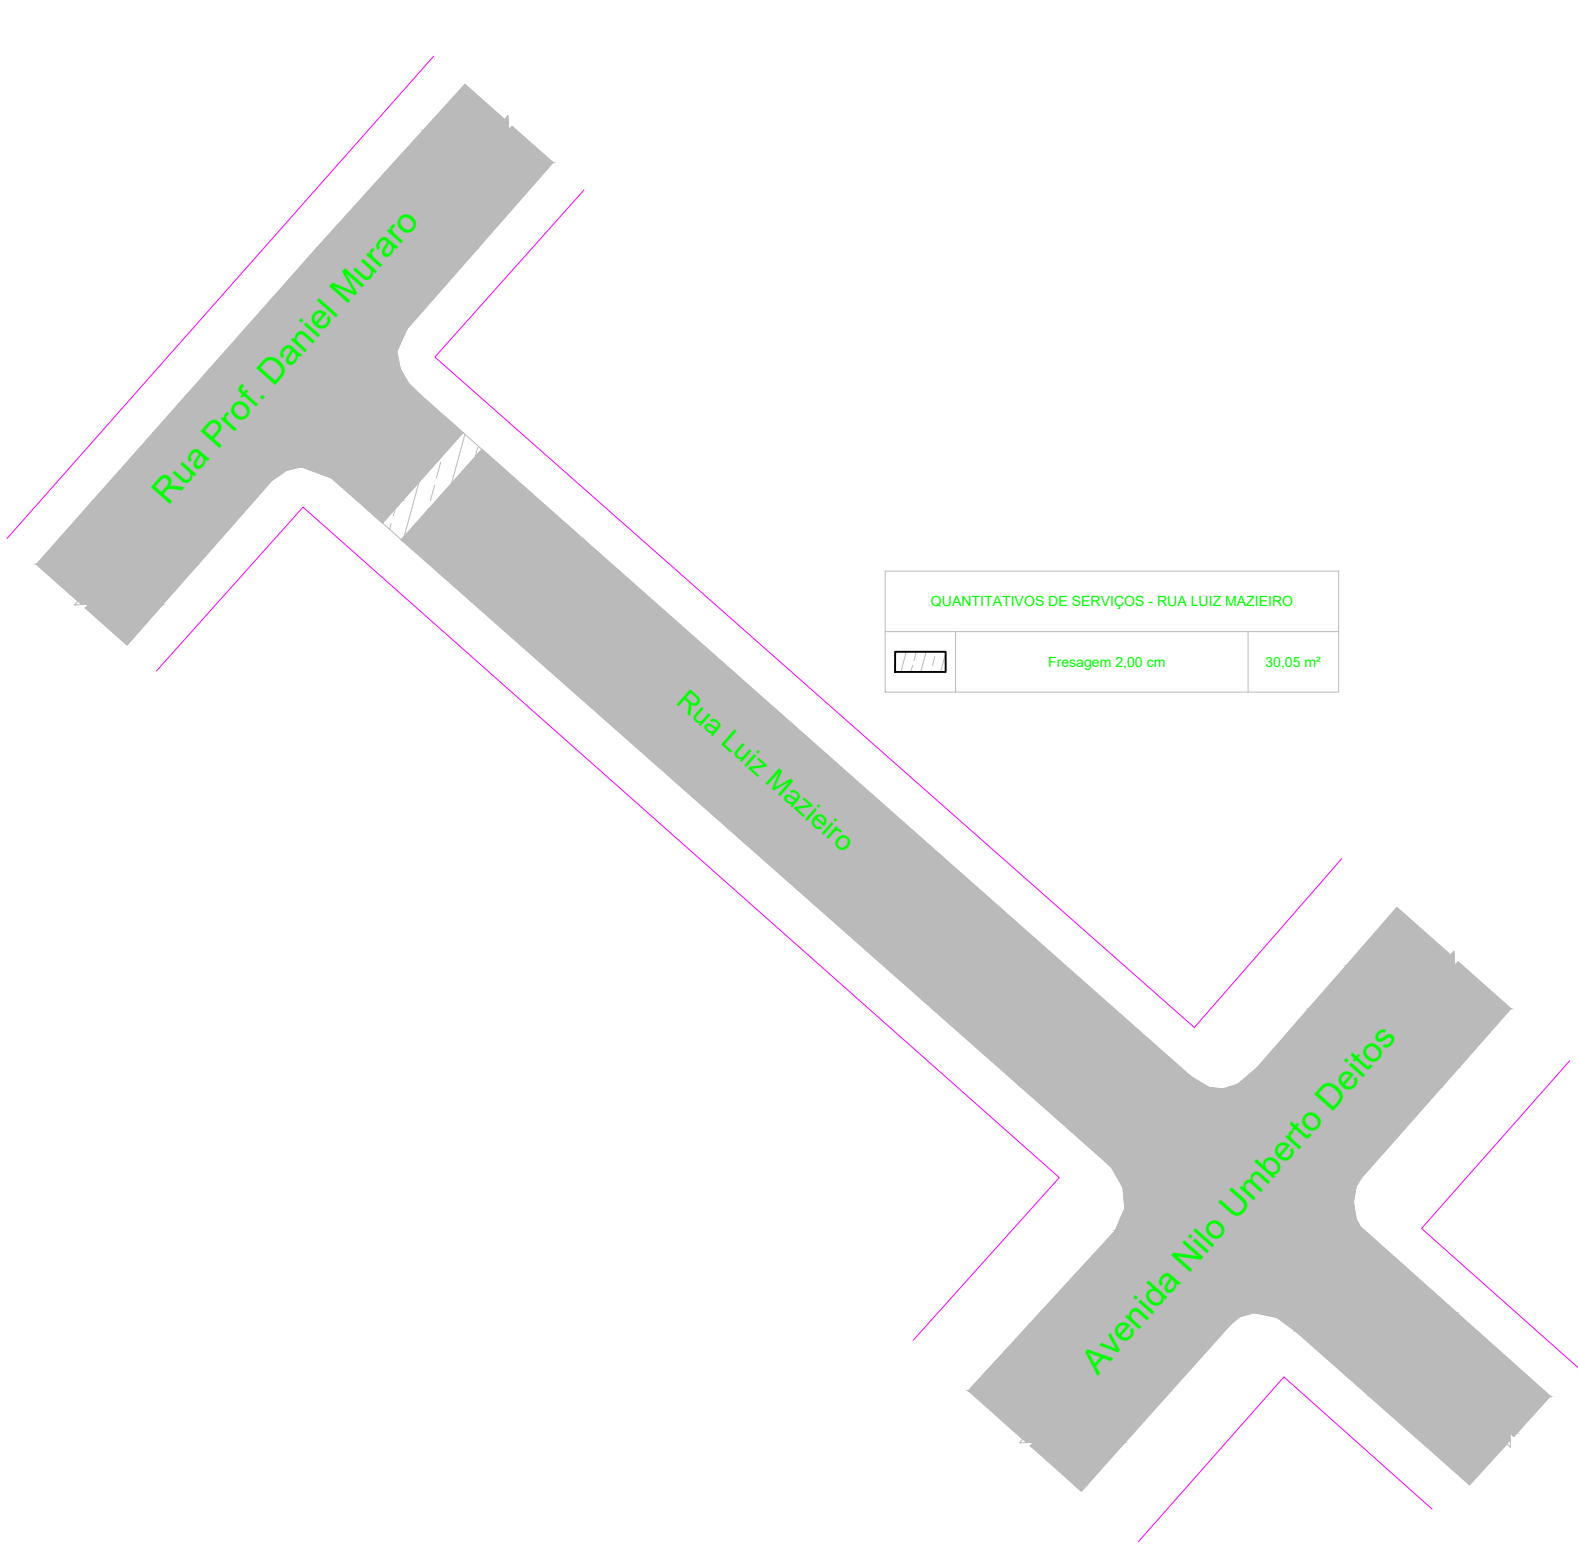 Rua Prof. Daniel Muraro
QUANTITATIVOS DE SERVIÇOS - RUA LUIZ MAZIEIRO
Fresagem 2,00 cm
30,05 m²
Rua Luiz Mazieiro
Avenida Nilo Umberto Deitos